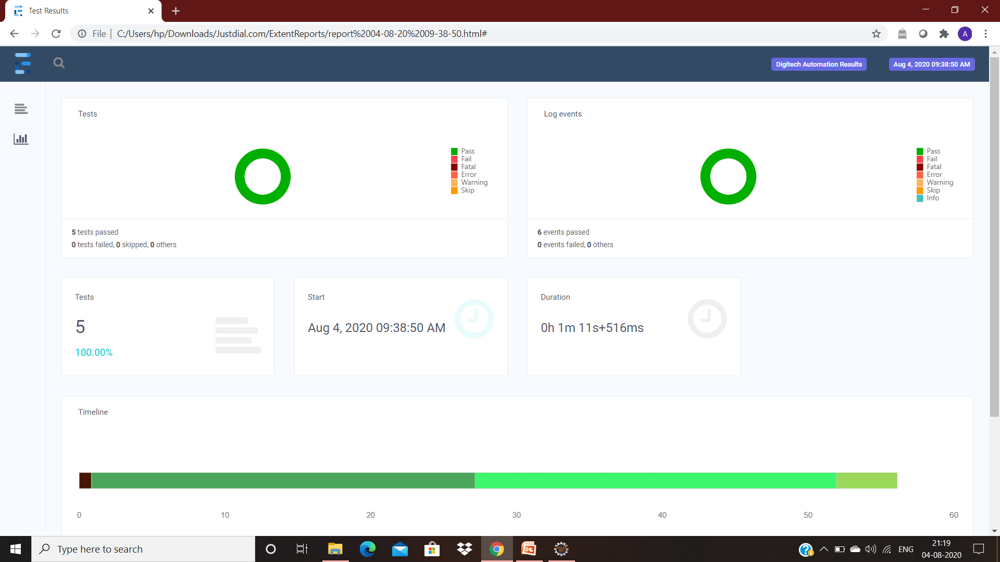 Test Results
File | C:/Users/hp/Downloads/Justdial.com/ExtentReports/report%2004-08-20%2009-38-50.html#
AVG
A
Digitech Automation Results
Aug 4, 2020 09:38:50 AM
Tests
Pass
Fail
Fatal
Error
Warning
Skip
5 tests passed
0 tests failed, 0 skipped, 0 others
Log events
Pass
Fail
Fatal
Error
Warning
Skip
Info
6 events passed
0 events failed, 0 others
Tests
5
100.00%
Start
Aug 4, 2020 09:38:50 AM
Duration
0h 1m 11s+516ms
Timeline
0 10 20 30 40 50 60
Type here to search
ENG
21:19
04-08-2020